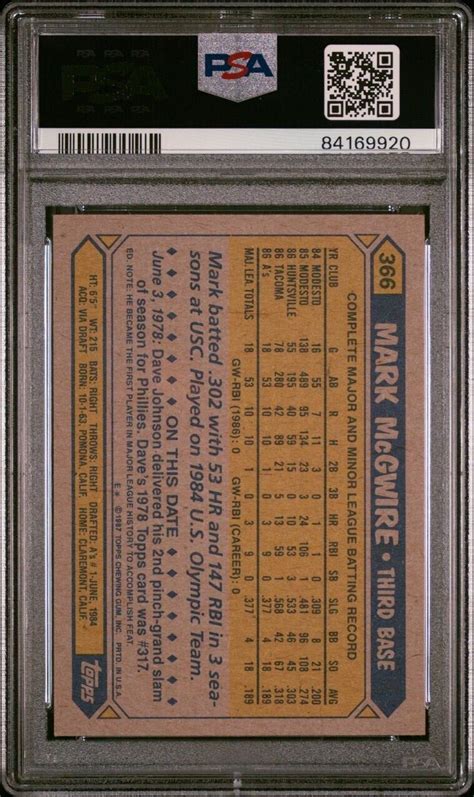 PSA
PSA
84169920
366 MARK McGWIRE • THIRD BASE
COMPLETE MAJOR AND MINOR LEAGUE BATTING RECORD
YR CLUB G AB R H 2B 3B HR RBI SB SLG BB SO AVG
84 MODESTO 16 55 7 11 3 0 1 1 0 .309 8 21 .200
85 MODESTO 138 489 95 134 23 3 24 106 1 .481 96 108 .274
86 HUNTSVILLE 55 195 40 59 15 0 10 53 3 .533 46 45 .303
86 TACOMA 78 280 42 89 21 5 13 59 1 .568 42 67 .318
86 A's 18 53 10 10 1 0 3 9 0 .377 4 18 .189
MAJ. LEA. TOTALS 18 53 10 10 1 0 3 9 0 .377 4 18 .189
GW-RBI (1986): 0 GW-RBI (CAREER): 0
Mark batted .302 with 53 HR and 147 RBI in 3 sea-
sons at USC. Played on 1984 U.S. Olympic Team.
ON THIS DATE
June 3, 1978: Dave Johnson delivered his 2nd pinch-grand slam
of season for Phillies. Dave's 1978 Topps card was #317.
ED. NOTE: HE BECAME THE FIRST PLAYER IN MAJOR LEAGUE HISTORY TO ACCOMPLISH FEAT.
E* © 1987 TOPPS CHEWING GUM, INC. PRTD. IN U.S.A.
HT: 6'5" WT: 215 BATS: RIGHT THROWS: RIGHT DRAFTED: A's #1-JUNE, 1984
ACQ: VIA DRAFT BORN: 10-1-63, POMONA, CALIF. HOME: CLAREMONT, CALIF.
topps
PSA